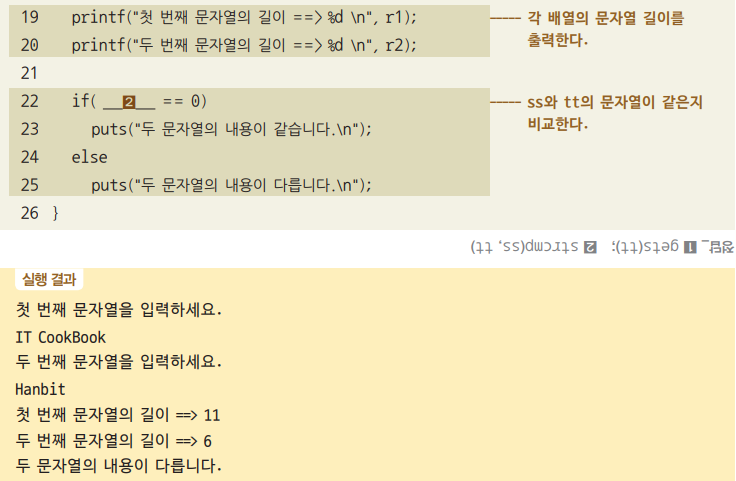 19 printf("첫 번째 문자열의 길이 ==> %d \n", r1);
각 배열의 문자열 길이를
20 printf("두 번째 문자열의 길이 ==> %d \n", r2);
출력한다.
21
22 if( __2__ == 0)
ss와 tt의 문자열이 같은지
23 puts("두 문자열의 내용이 같습니다.\n");
비교한다.
24 else
25 puts("두 문자열의 내용이 다릅니다.\n");
26 }
정답_ 1 gets(tt); 2 strcmp(ss, tt)
실행 결과
첫 번째 문자열을 입력하세요.
IT CookBook
두 번째 문자열을 입력하세요.
Hanbit
첫 번째 문자열의 길이 ==> 11
두 번째 문자열의 길이 ==> 6
두 문자열의 내용이 다릅니다.